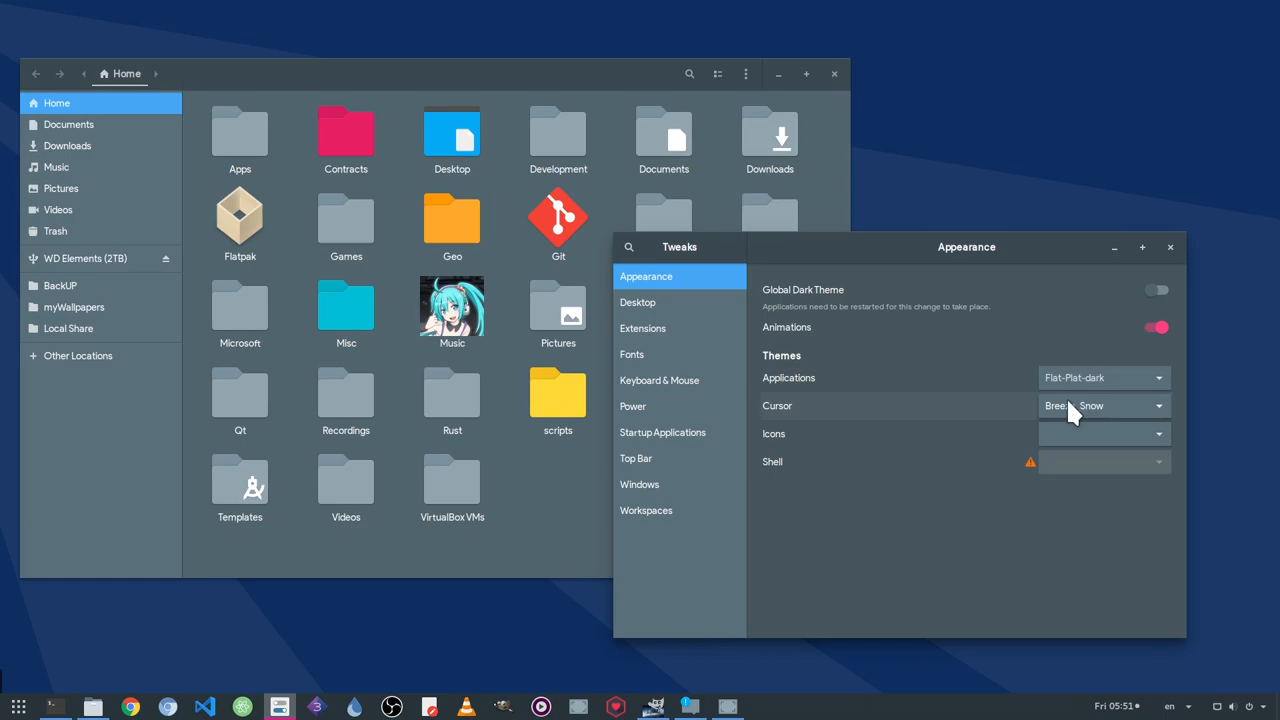 Home
Home
Documents
Downloads
Music
Pictures
Videos
Trash
WD Elements (2TB)
BackUP
myWallpapers
Local Share
Other Locations
Apps
Contracts
Desktop
Development
Documents
Downloads
Flatpak
Games
Geo
Git
Microsoft
Misc
Music
Pictures
Qt
Recordings
Rust
scripts
Templates
Videos
VirtualBox VMs
Tweaks
Appearance
Appearance
Desktop
Extensions
Fonts
Keyboard & Mouse
Power
Startup Applications
Top Bar
Windows
Workspaces
Global Dark Theme
Applications need to be restarted for this change to take place.
Animations
Themes
Applications
Flat-Plat-dark
Cursor
Snow
Icons
Shell
3
Fri 05:51
en